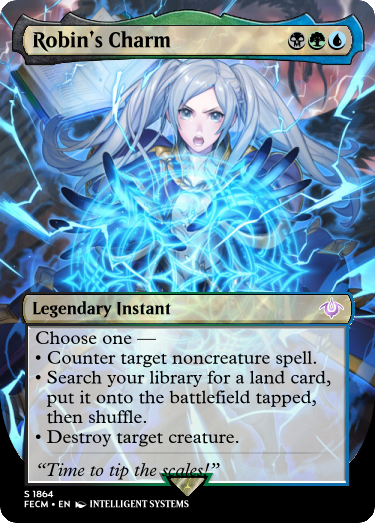 Robin's Charm
Legendary Instant
Choose one —
• Counter target noncreature spell.
• Search your library for a land card,
put it onto the battlefield tapped,
then shuffle.
• Destroy target creature.
“Time to tip the scales!”
S 1864
FECM • EN INTELLIGENT SYSTEMS